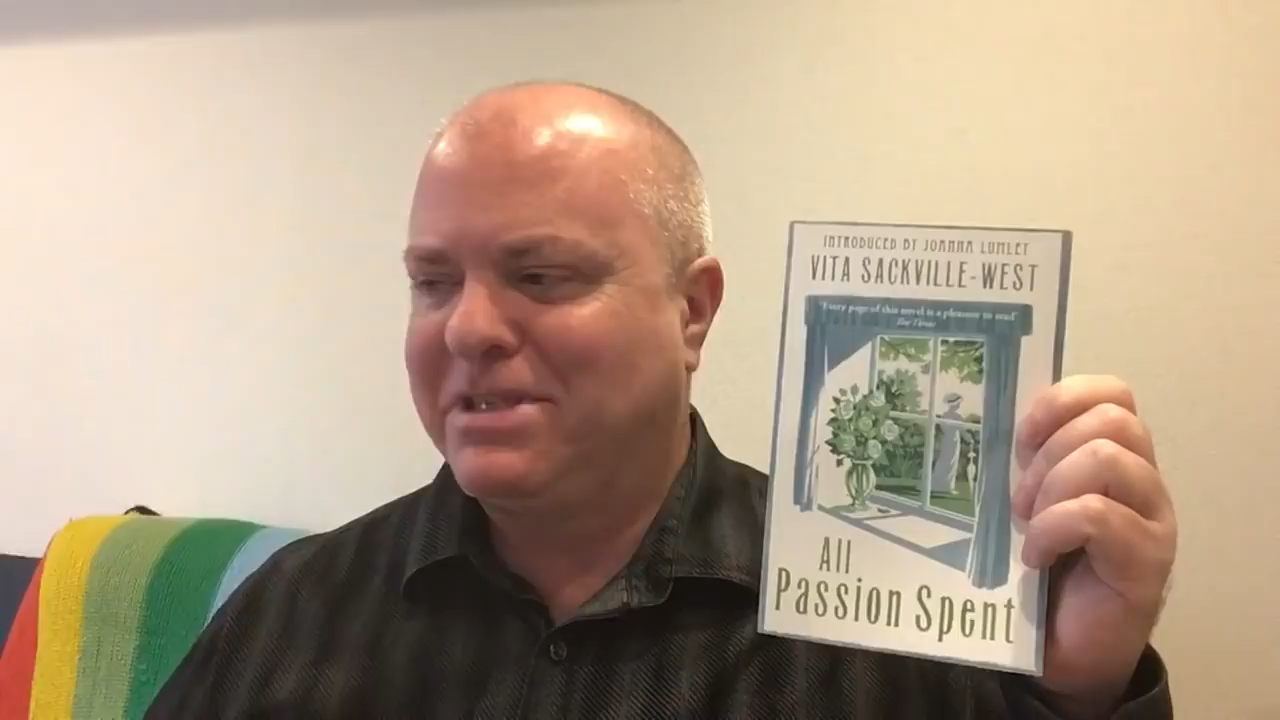 INTRODUCED BY JOANNA LUMLEY
VITA SACKVILLE-WEST
"Every page of this novel is a pleasure to read"
The Times
All
Passion Spent